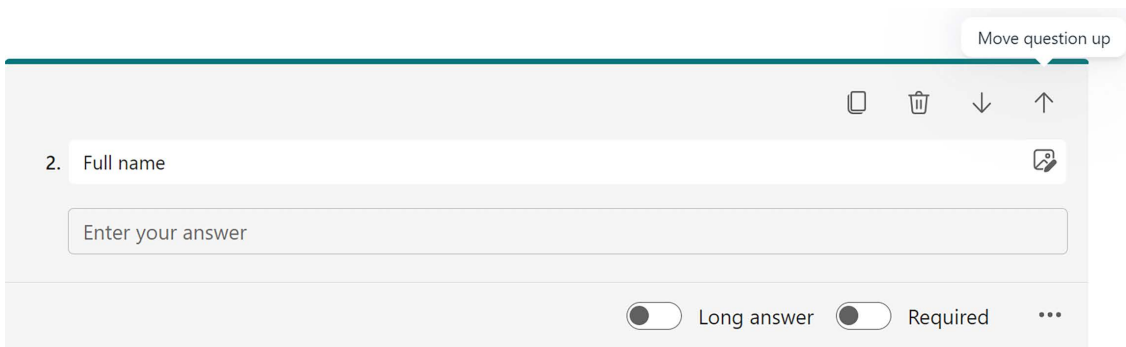 Move question up
2. Full name
Enter your answer
Long answer Required